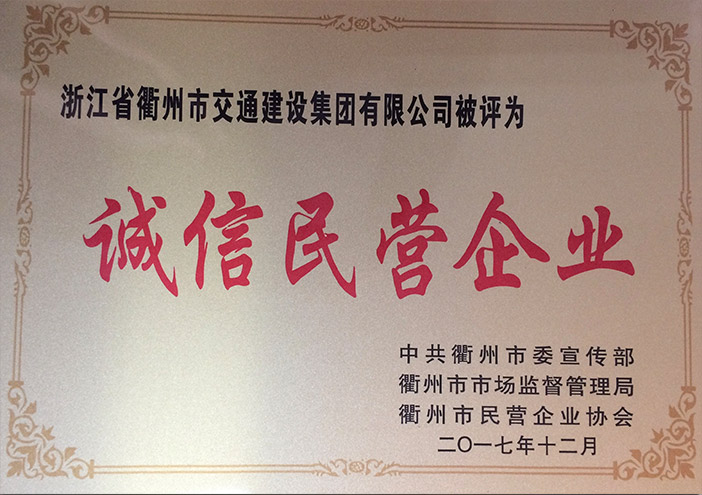 浙江省衢州市交通建设集团有限公司被评为
诚信民营企业
中共衢州市委宣传部
衢州市市场监督管理局
衢州市民营企业协会
二〇一七年十二月